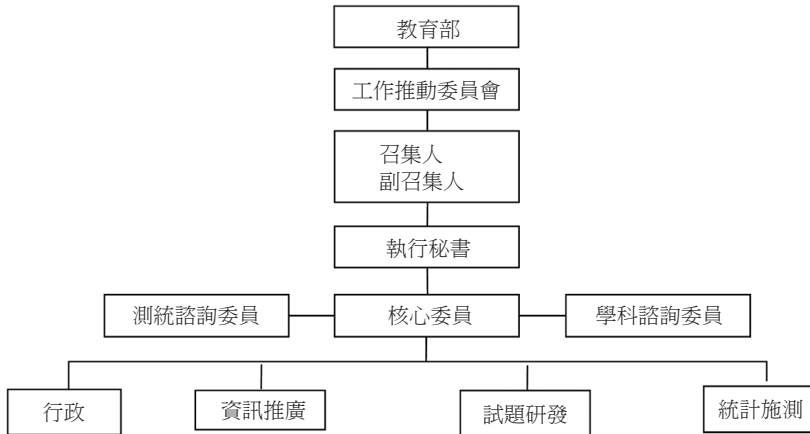 教育部
工作推動委員會
召集人
副召集人
執行秘書
測統諮詢委員
核心委員
學科諮詢委員
行政
資訊推廣
試題研發
統計施測